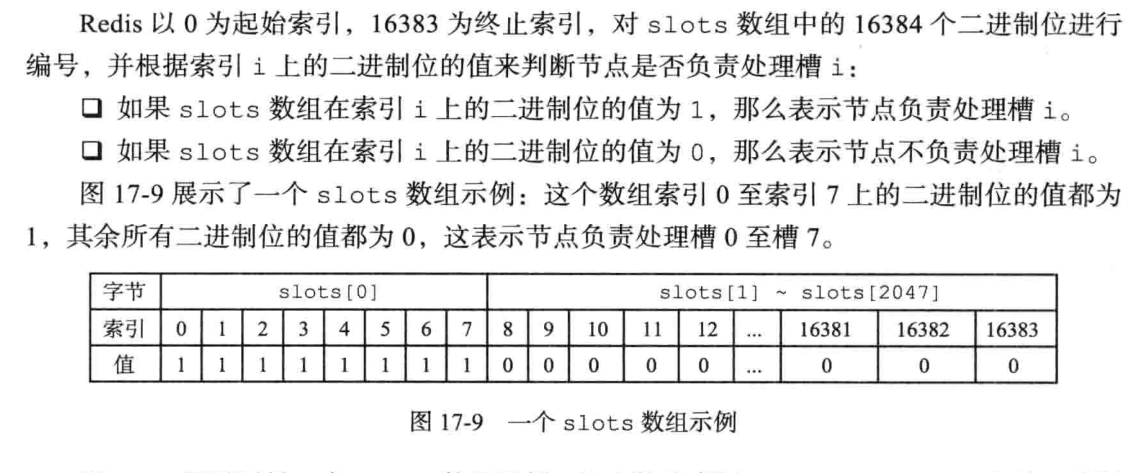 Redis 以 0 为起始索引，16383 为终止索引，对 slots 数组中的 16384 个二进制位进行
编号，并根据索引 i 上的二进制位的值来判断节点是否负责处理槽 i：
❑ 如果 slots 数组在索引 i 上的二进制位的值为 1，那么表示节点负责处理槽 i。
❑ 如果 slots 数组在索引 i 上的二进制位的值为 0，那么表示节点不负责处理槽 i。
图 17-9 展示了一个 slots 数组示例：这个数组索引 0 至索引 7 上的二进制位的值都为
1，其余所有二进制位的值都为 0，这表示节点负责处理槽 0 至槽 7。
字节 slots[0] slots[1] ~ slots[2047]
索引 0 1 2 3 4 5 6 7 8 9 10 11 12 ... 16381 16382 16383
值 1 1 1 1 1 1 1 1 0 0 0 0 0 ... 0 0 0
图 17-9 一个 slots 数组示例